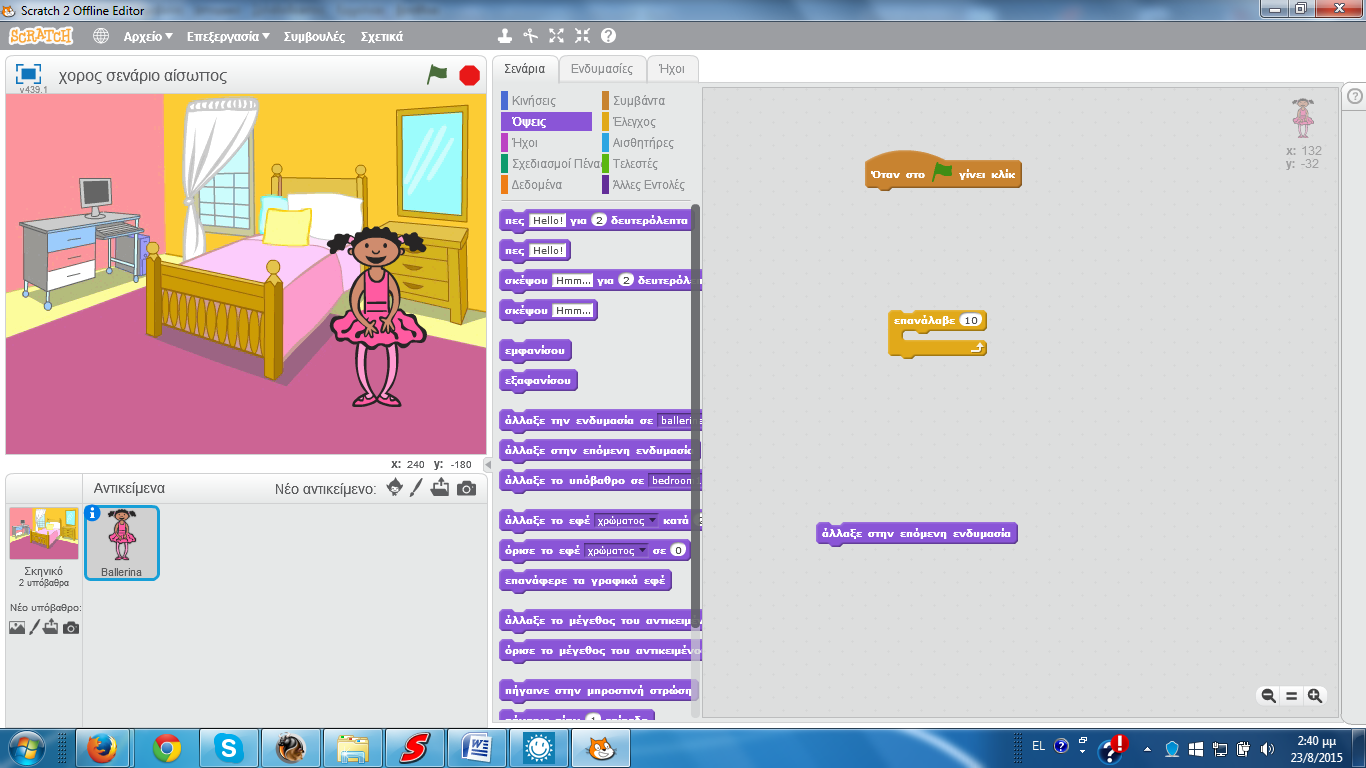 Scratch 2 Offline Editor
SCRATCH
Αρχείο Επεξεργασία Συμβουλές Σχετικά
χορος σενάριο αίσωπος
v439.1
Σενάρια Ενδυμασίες Ήχοι
Κινήσεις Συμβάντα
Όψεις Έλεγχος
Ήχοι Αισθητήρες
Σχεδιασμοί Πένας Τελεστές
Δεδομένα Άλλες Εντολές
πες Hello! για 2 δευτερόλεπτα
πες Hello!
σκέψου Hmm... για 2 δευτερόλ
σκέψου Hmm...
εμφανίσου
εξαφανίσου
άλλαξε την ενδυμασία σε balleri
άλλαξε στην επόμενη ενδυμασία
άλλαξε το υπόβαθρο σε bedroom
άλλαξε το εφέ χρώματος κατά
όρισε το εφέ χρώματος σε 0
επανάφερε τα γραφικά εφέ
άλλαξε το μέγεθος του αντικειμ
όρισε το μέγεθος του αντικειμένο
πήγαινε στην μπροστινή στρώση
Όταν στο γίνει κλίκ
επανάλαβε 10
άλλαξε στην επόμενη ενδυμασία
x: 132
y: -32
x: 240 y: -180
Αντικείμενα Νέο αντικείμενο:
Σκηνικό
2 υπόβαθρα
Νέο υπόβαθρο:
Ballerina
EL
2:40 μμ
23/8/2015